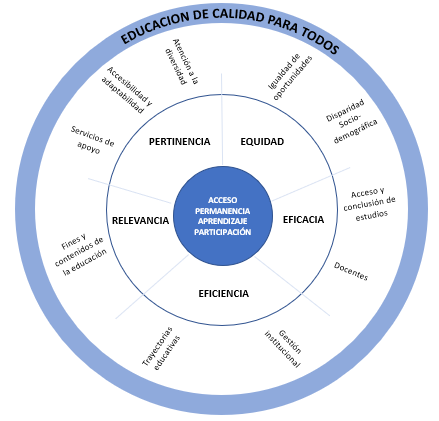 EDUCACION DE CALIDAD PARA TODOS
Atención a la
diversidad
Igualdad de
oportunidades
Accesibilidad y
adaptabilidad
Disparidad
Socio-
demográfica
Servicios de
apoyo
PERTINENCIA
EQUIDAD
ACCESO
PERMANENCIA
APRENDIZAJE
PARTICIPACIÓN
Acceso y
conclusión de
estudios
RELEVANCIA
EFICACIA
Fines y
contenidos de
la educación
Docentes
EFICIENCIA
Trayectorias
educativas
Gestión
institucional